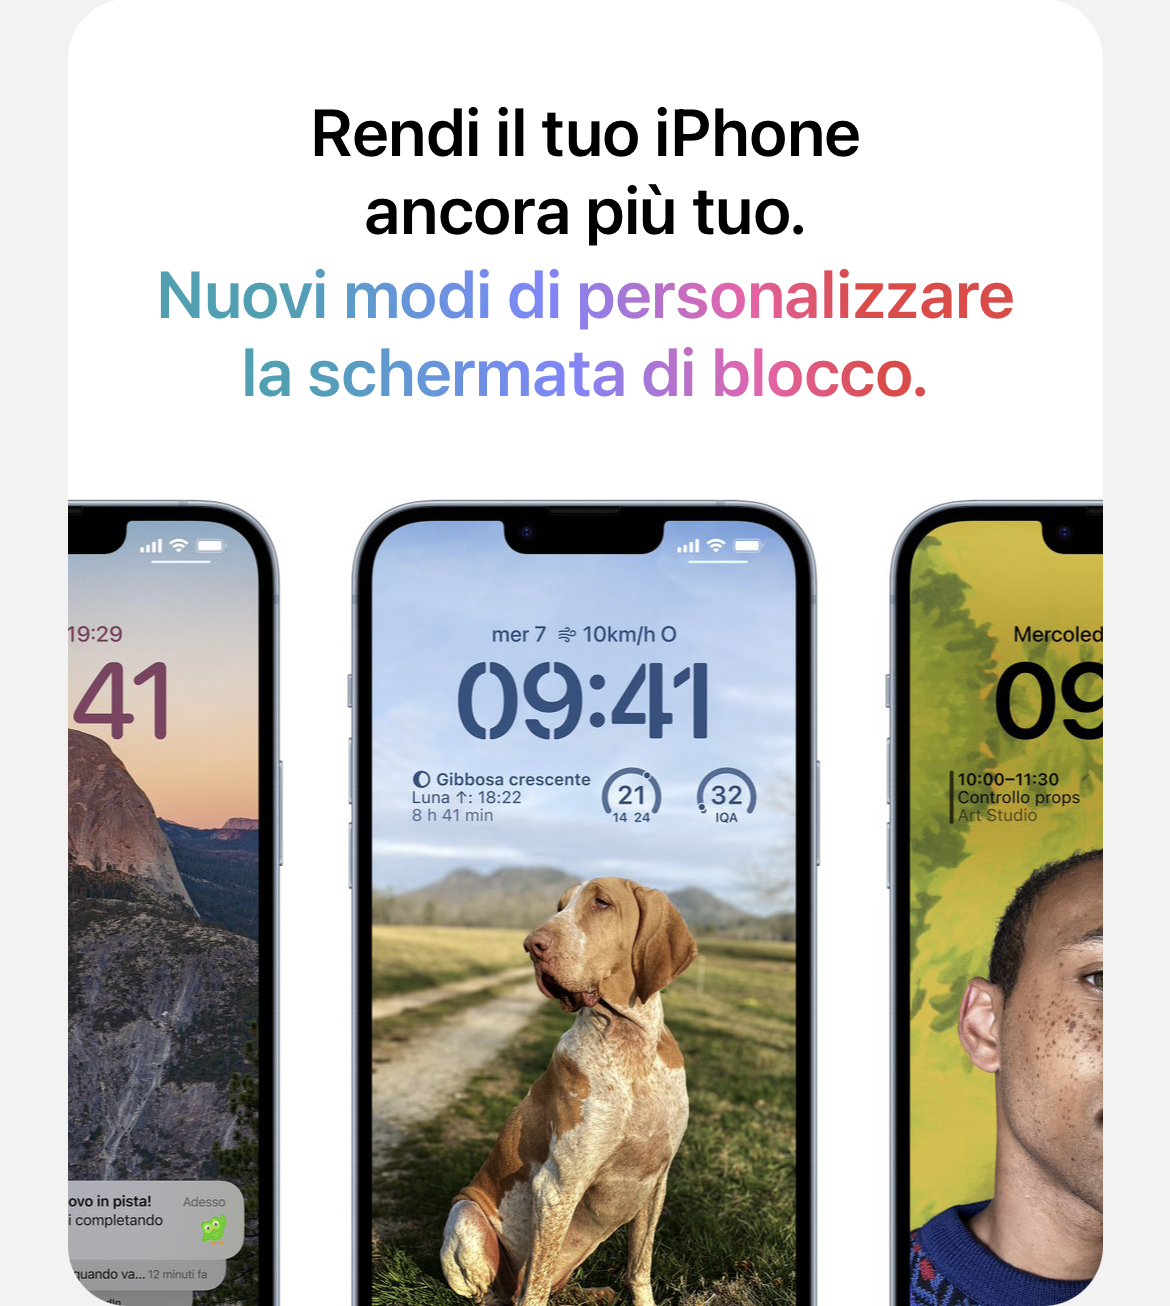 Rendi il tuo iPhone
ancora più tuo.
Nuovi modi di personalizzare
la schermata di blocco.
19:29
41
ovo in pista!
Adesso
i completando
quando va... 12 minuti fa
mer 7 10km/h O
09:41
Gibbosa crescente
Luna ↑: 18:22
8 h 41 min
21
14 24
32
IQA
Mercoled
09
10:00–11:30
Controllo props
Art Studio